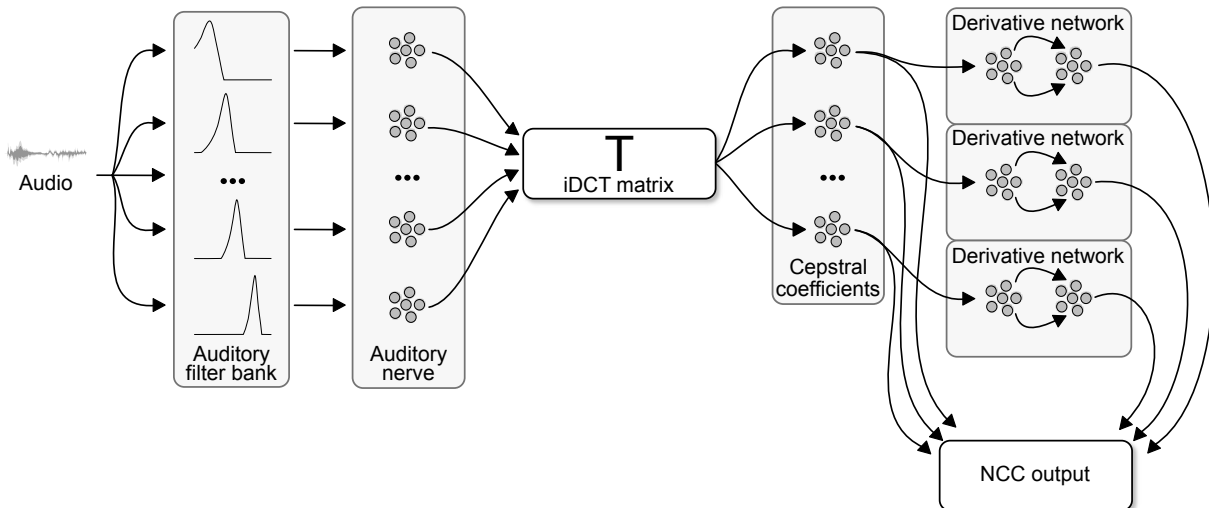 Audio
...
Auditory
filter bank
...
Auditory
nerve
T
iDCT matrix
...
Cepstral
coefficients
Derivative network
Derivative network
Derivative network
NCC output